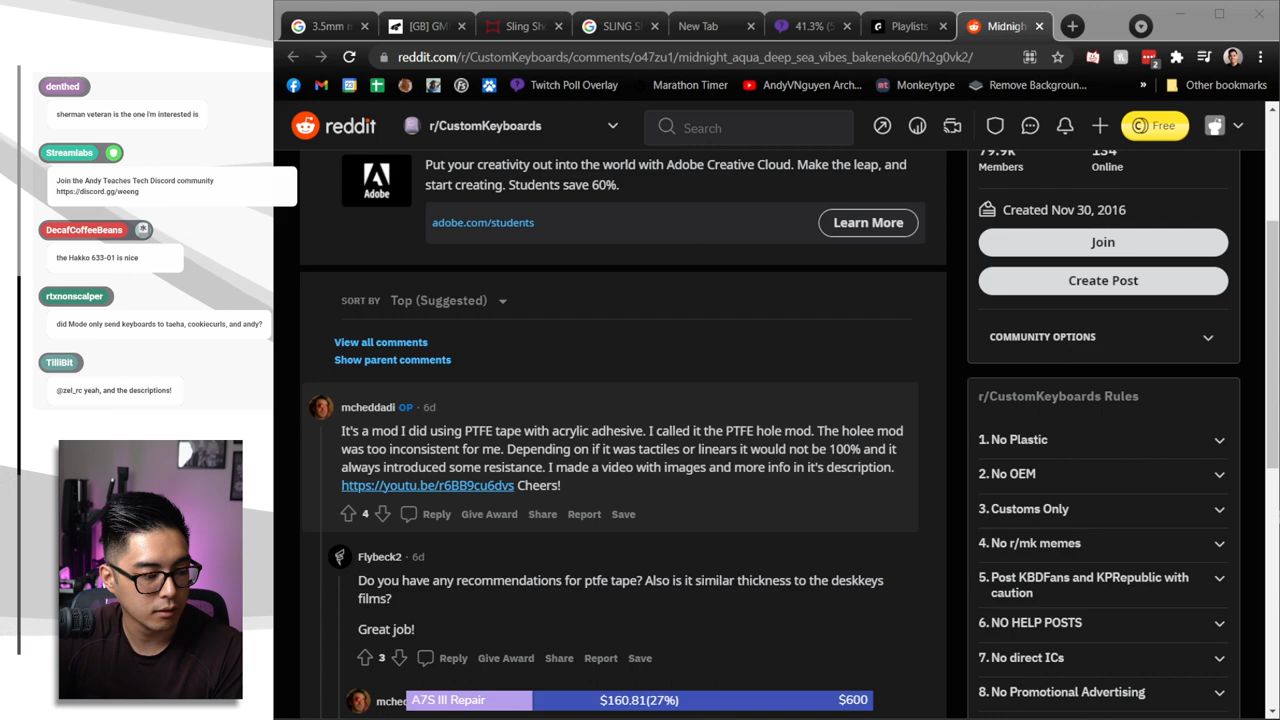 denthed
sherman veteran is the one i'm interested is
Streamlabs
Join the Andy Teaches Tech Discord community
https://discord.gg/weeng
DecafCoffeeBeans
the Hakko 633-01 is nice
rtxnonscalper
did Mode only send keyboards to taeha, cookiecurls, and andy?
TilliBit
@zel_rc yeah, and the descriptions!
3.5mm r
[GB] GM
Sling Sh
SLING S
New Tab
41.3% (5
Playlists
Midnigh
reddit.com/r/CustomKeyboards/comments/o47zu1/midnight_aqua_deep_sea_vibes_bakeneko60/h2g0vk2/
2
Twitch Poll Overlay
Marathon Timer
AndyVNguyen Arch...
Monkeytype
Remove Backgroun...
»
Other bookmarks
reddit
r/CustomKeyboards
Search
Free
Adobe
Put your creativity out into the world with Adobe Creative Cloud. Make the leap, and
start creating. Students save 60%.
adobe.com/students
Learn More
SORT BY Top (Suggested)
View all comments
Show parent comments
mcheddadi OP · 6d
It's a mod I did using PTFE tape with acrylic adhesive. I called it the PTFE hole mod. The holee mod
was too inconsistent for me. Depending on if it was tactiles or linears it would not be 100% and it
always introduced some resistance. I made a video with images and more info in it's description.
https://youtu.be/r6BB9cu6dvs Cheers!
4 Reply Give Award Share Report Save
Flybeck2 · 6d
Do you have any recommendations for ptfe tape? Also is it similar thickness to the deskkeys
films?
Great job!
3 Reply Give Award Share Report Save
mche
A7S III Repair
$160.81(27%)
$600
79.9K
134
Members
Online
Created Nov 30, 2016
Join
Create Post
COMMUNITY OPTIONS
r/CustomKeyboards Rules
1. No Plastic
2. No OEM
3. Customs Only
4. No r/mk memes
5. Post KBDFans and KPRepublic with
caution
6. NO HELP POSTS
7. No direct ICs
8. No Promotional Advertising